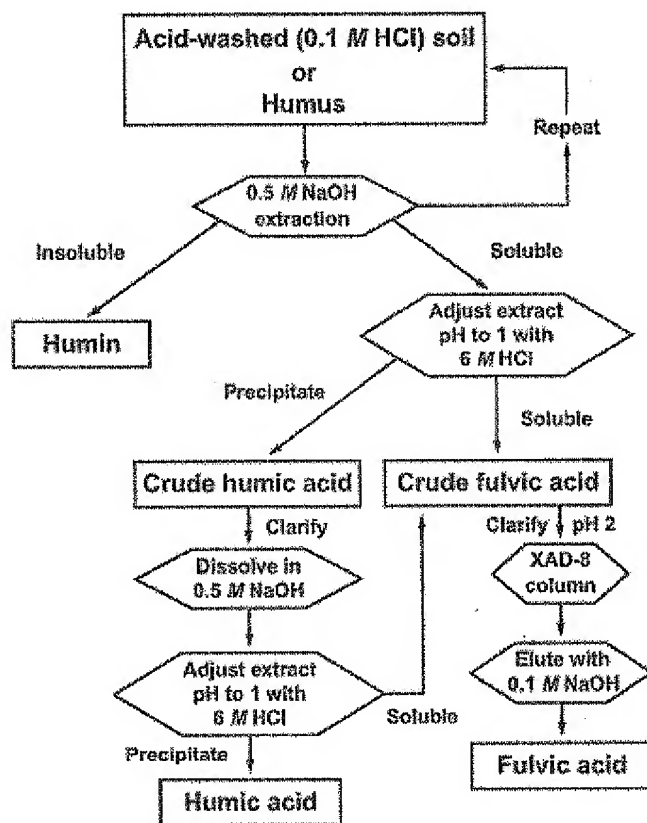 Acid-washed (0.1 M HCl) soil
or
Humus
Repeat
0.5 M NaOH
extraction
Insoluble
Soluble
Humin
Adjust extract
pH to 1 with
6 M HCl
Precipitate
Soluble
Crude humic acid
Crude fulvic acid
Clarify
Clarify
pH 2
Dissolve in
0.5 M NaOH
XAD-8
column
Adjust extract
pH to 1 with
6 M HCl
Soluble
Elute with
0.1 M NaOH
Precipitate
Humic acid
Fulvic acid